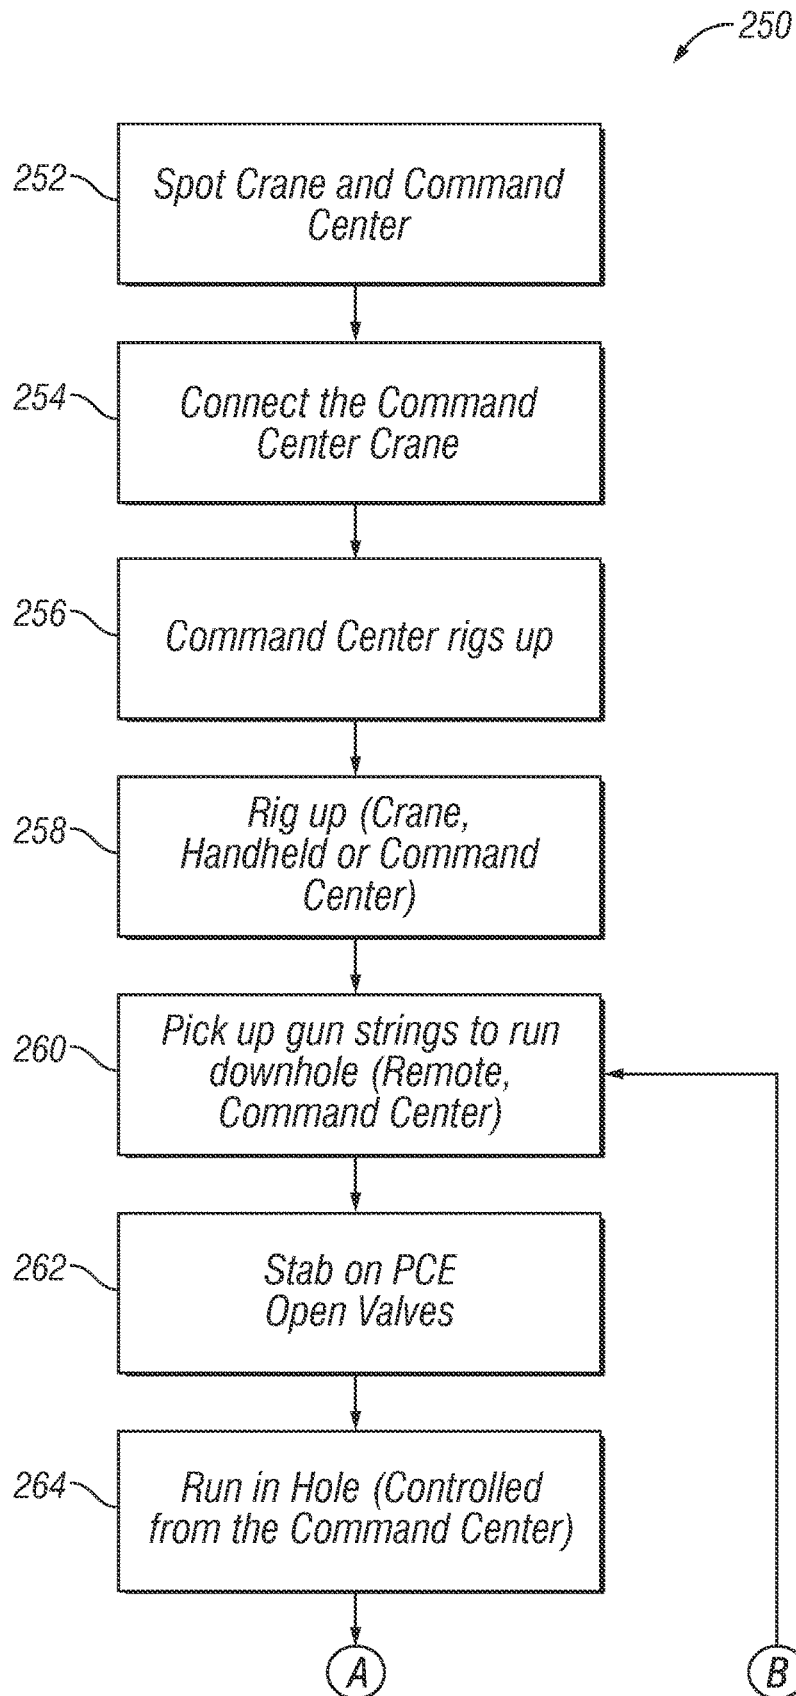 250
252
Spot Crane and Command
Center
254
Connect the Command
Center Crane
256
Command Center rigs up
258
Rig up (Crane,
Handheld or Command
Center)
260
Pick up gun strings to run
downhole (Remote,
Command Center)
262
Stab on PCE
Open Valves
264
Run in Hole (Controlled
from the Command Center)
A
B